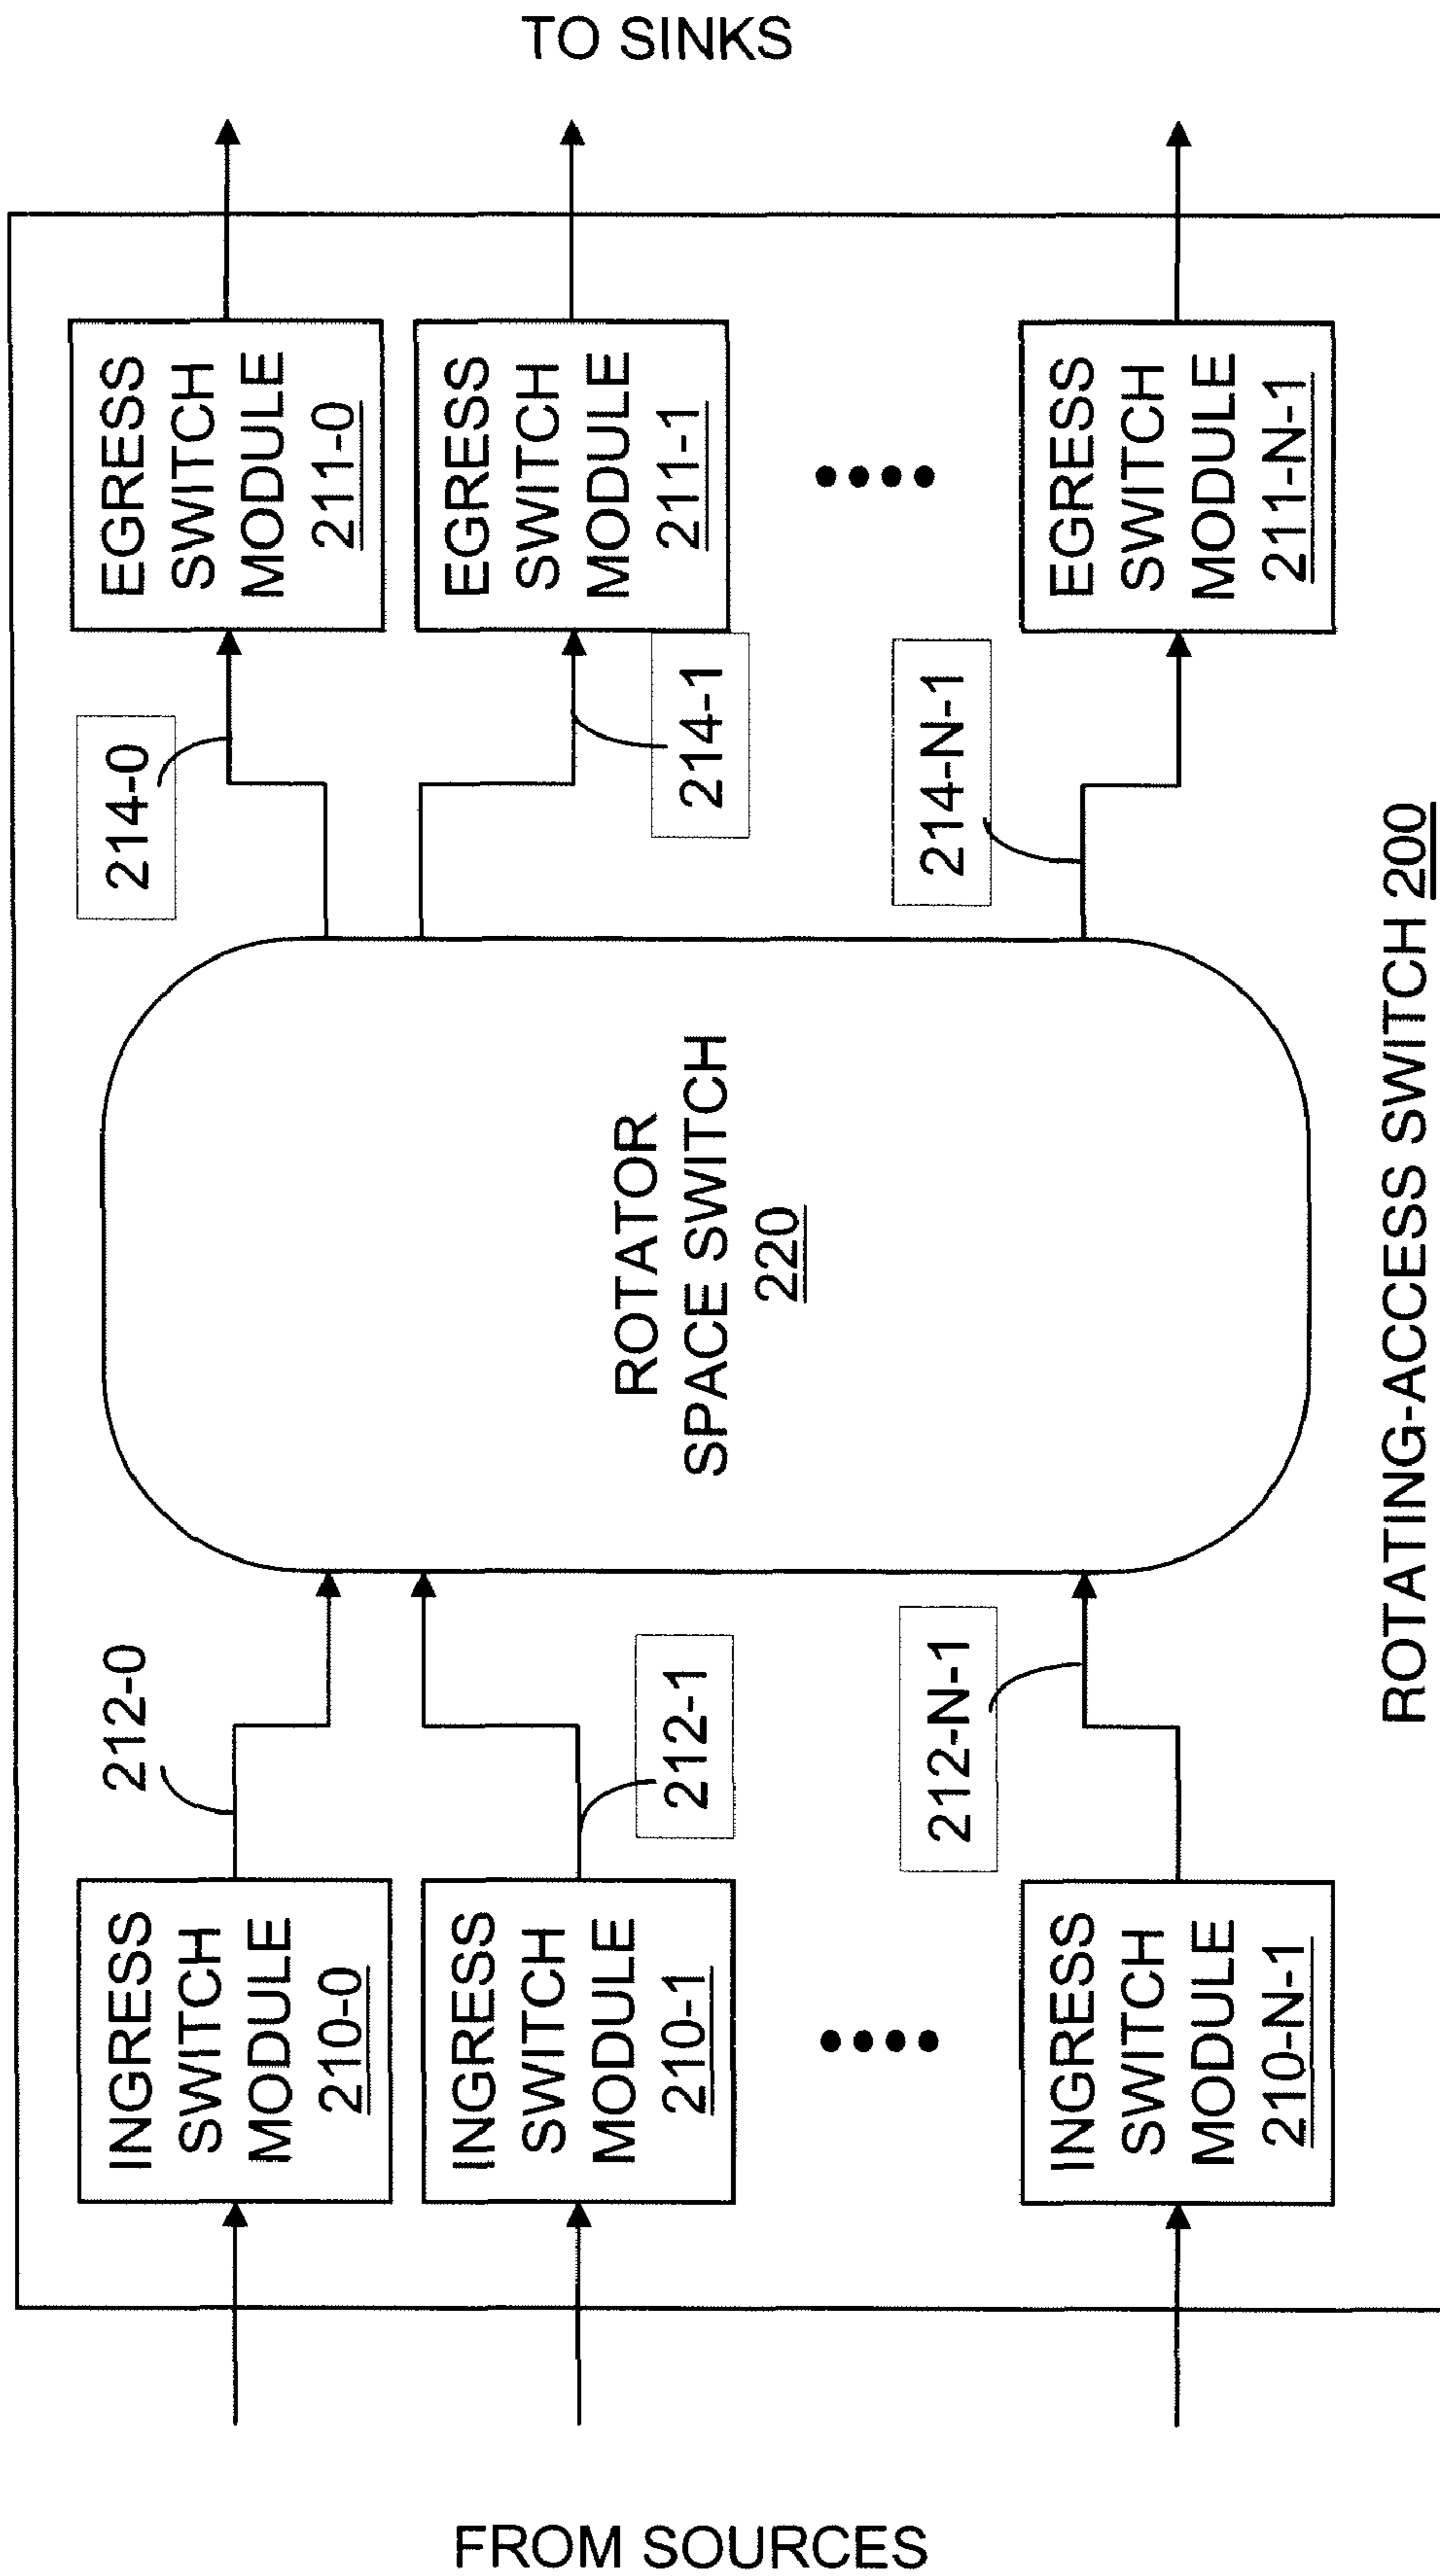 FROM SOURCES
INGRESS
SWITCH
MODULE
210-0
INGRESS
SWITCH
MODULE
210-1
INGRESS
SWITCH
MODULE
210-N-1
212-0
212-1
212-N-1
ROTATOR
SPACE SWITCH
220
214-0
214-1
214-N-1
EGRESS
SWITCH
MODULE
211-0
EGRESS
SWITCH
MODULE
211-1
EGRESS
SWITCH
MODULE
211-N-1
TO SINKS
ROTATING-ACCESS SWITCH 200